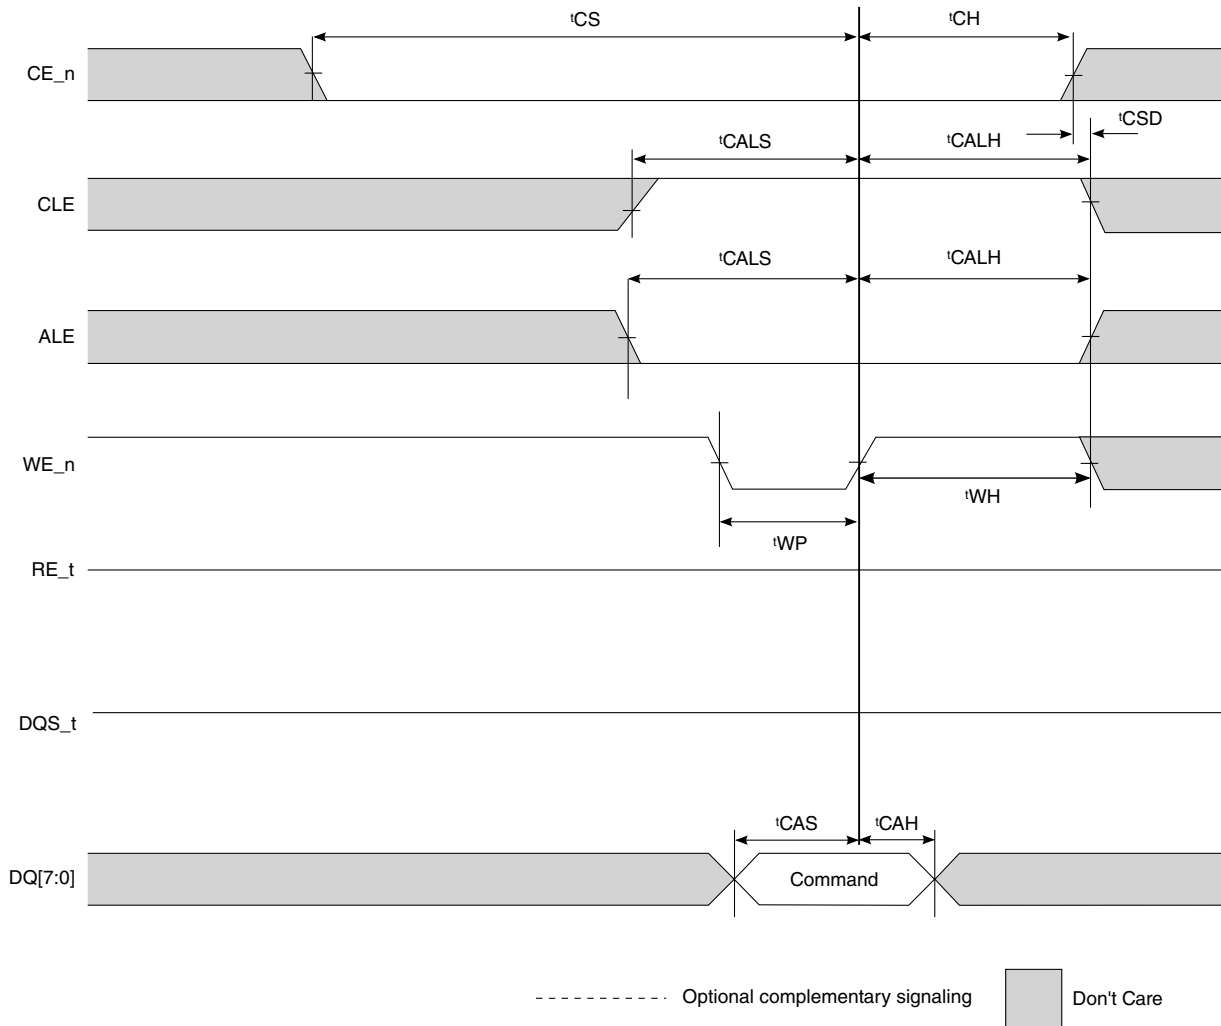 tCS
tCH
CE_n
tCSD
tCALS
tCALH
CLE
tCALS
tCALH
ALE
WE_n
tWH
tWP
RE_t
DQS_t
tCAS
tCAH
DQ[7:0]
Command
Optional complementary signaling
Don't Care